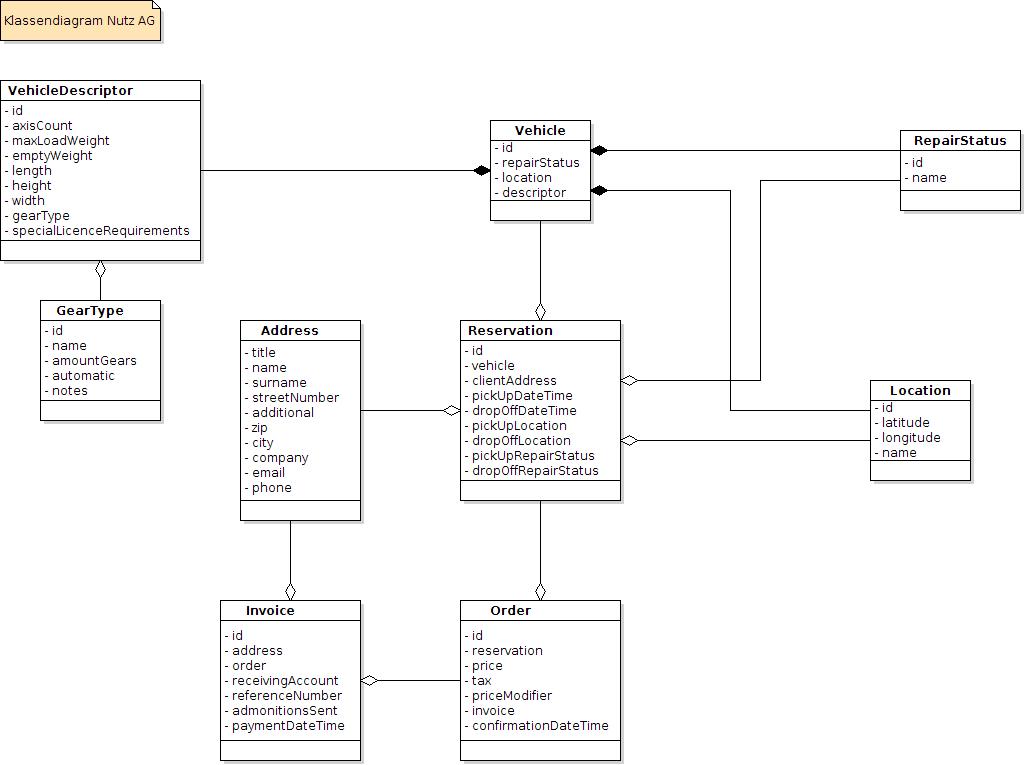 Klassendiagram Nutz AG
VehicleDescriptor
- id
- axisCount
- maxLoadWeight
- emptyWeight
- length
- height
- width
- gearType
- specialLicenceRequirements
Vehicle
- id
- repairStatus
- location
- descriptor
RepairStatus
- id
- name
GearType
- id
- name
- amountGears
- automatic
- notes
Address
- title
- name
- surname
- streetNumber
- additional
- zip
- city
- company
- email
- phone
Reservation
- id
- vehicle
- clientAddress
- pickUpDateTime
- dropOffDateTime
- pickUpLocation
- dropOffLocation
- pickUpRepairStatus
- dropOffRepairStatus
Location
- id
- latitude
- longitude
- name
Invoice
- id
- address
- order
- receivingAccount
- referenceNumber
- admonitionsSent
- paymentDateTime
Order
- id
- reservation
- price
- tax
- priceModifier
- invoice
- confirmationDateTime